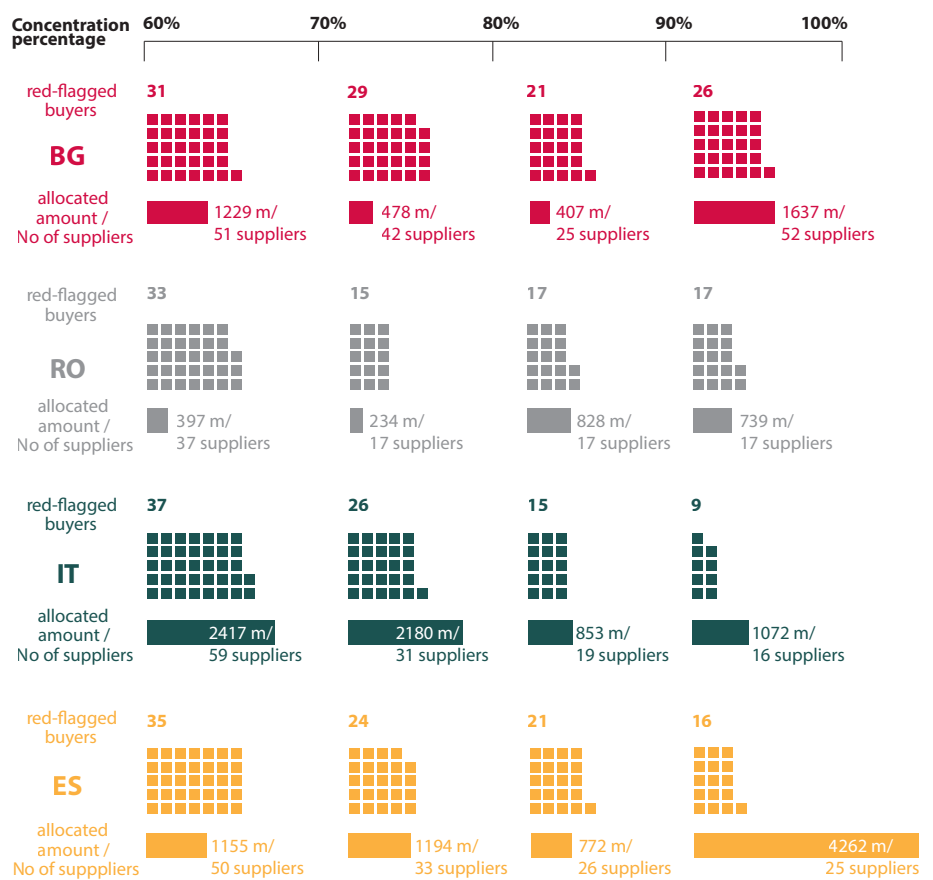 Concentration percentage
60% 70% 80% 90% 100%
red-flagged buyers
31 29 21 26
BG
allocated amount / No of suppliers
1229 m/ 51 suppliers
478 m/ 42 suppliers
407 m/ 25 suppliers
1637 m/ 52 suppliers
red-flagged buyers
33 15 17 17
RO
allocated amount / No of suppliers
397 m/ 37 suppliers
234 m/ 17 suppliers
828 m/ 17 suppliers
739 m/ 17 suppliers
red-flagged buyers
37 26 15 9
IT
allocated amount / No of suppliers
2417 m/ 59 suppliers
2180 m/ 31 suppliers
853 m/ 19 suppliers
1072 m/ 16 suppliers
red-flagged buyers
35 24 21 16
ES
allocated amount / No of supppliers
1155 m/ 50 suppliers
1194 m/ 33 suppliers
772 m/ 26 suppliers
4262 m/ 25 suppliers